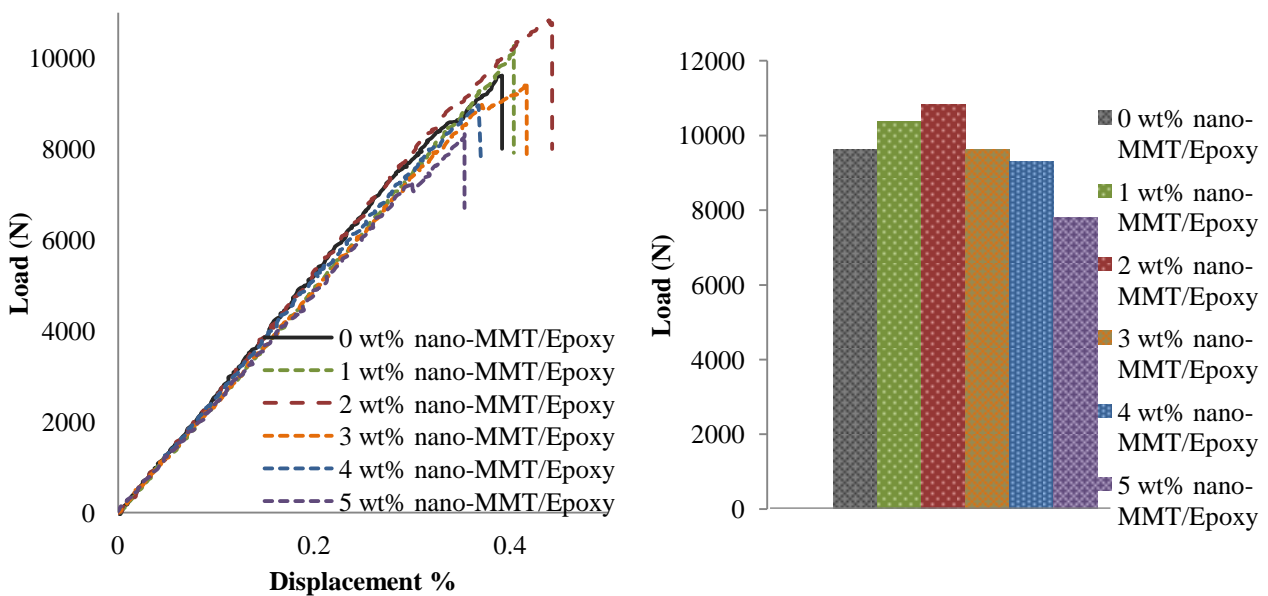 10000
8000
6000
4000
2000
0
Load (N)
0 wt% nano-MMT/Epoxy
1 wt% nano-MMT/Epoxy
2 wt% nano-MMT/Epoxy
3 wt% nano-MMT/Epoxy
4 wt% nano-MMT/Epoxy
5 wt% nano-MMT/Epoxy
0
0.2
0.4
Displacement %
12000
10000
8000
6000
4000
2000
0
Load (N)
0 wt% nano-
MMT/Epoxy
1 wt% nano-
MMT/Epoxy
2 wt% nano-
MMT/Epoxy
3 wt% nano-
MMT/Epoxy
4 wt% nano-
MMT/Epoxy
5 wt% nano-
MMT/Epoxy